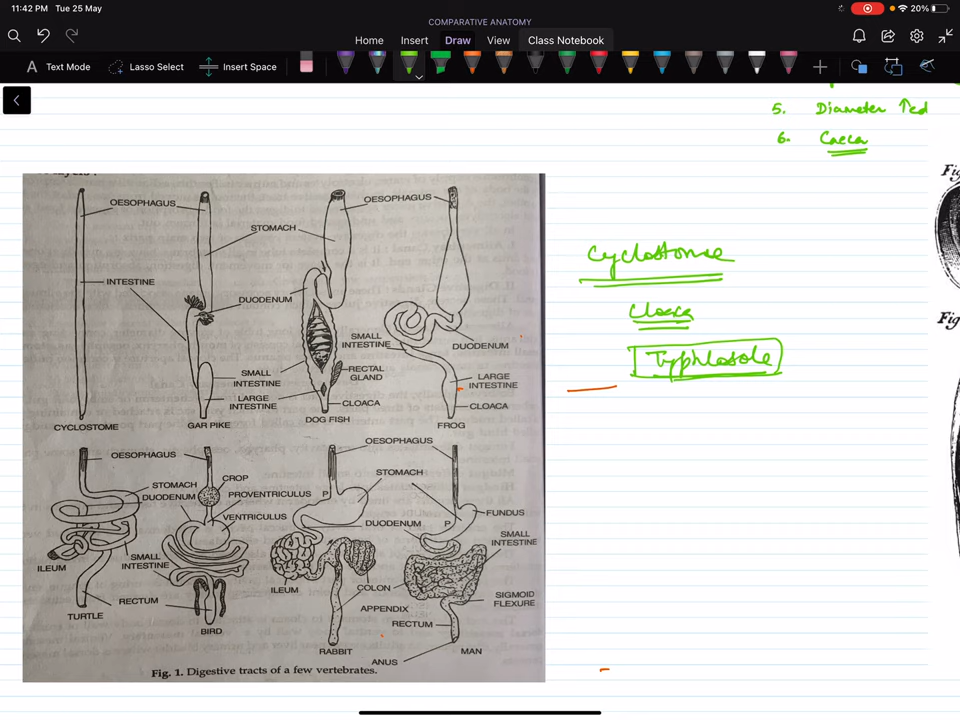 11:42 PM Tue 25 May
20%
COMPARATIVE ANATOMY
Home Insert Draw View Class Notebook
A Text Mode Lasso Select Insert Space
5. Diameter ↑ed
6. Caeca
Fig
Fig
OESOPHAGUS
OESOPHAGUS
STOMACH
INTESTINE
DUODENUM
SMALL
INTESTINE
DUODENUM
RECTAL
GLAND
SMALL
INTESTINE
LARGE
INTESTINE
LARGE
INTESTINE
CLOACA
CLOACA
CYCLOSTOME
GAR PIKE
DOG FISH
FROG
OESOPHAGUS
OESOPHAGUS
STOMACH
DUODENUM
CROP
PROVENTRICULUS
P
STOMACH
VENTRICULUS
FUNDUS
DUODENUM
P
SMALL
INTESTINE
SMALL
INTESTINE
ILEUM
ILEUM
COLON
RECTUM
APPENDIX
SIGMOID
FLEXURE
RECTUM
TURTLE
BIRD
RABBIT
MAN
ANUS
Fig. 1. Digestive tracts of a few vertebrates.
Cyclostome
Cloaca
Typhlosole